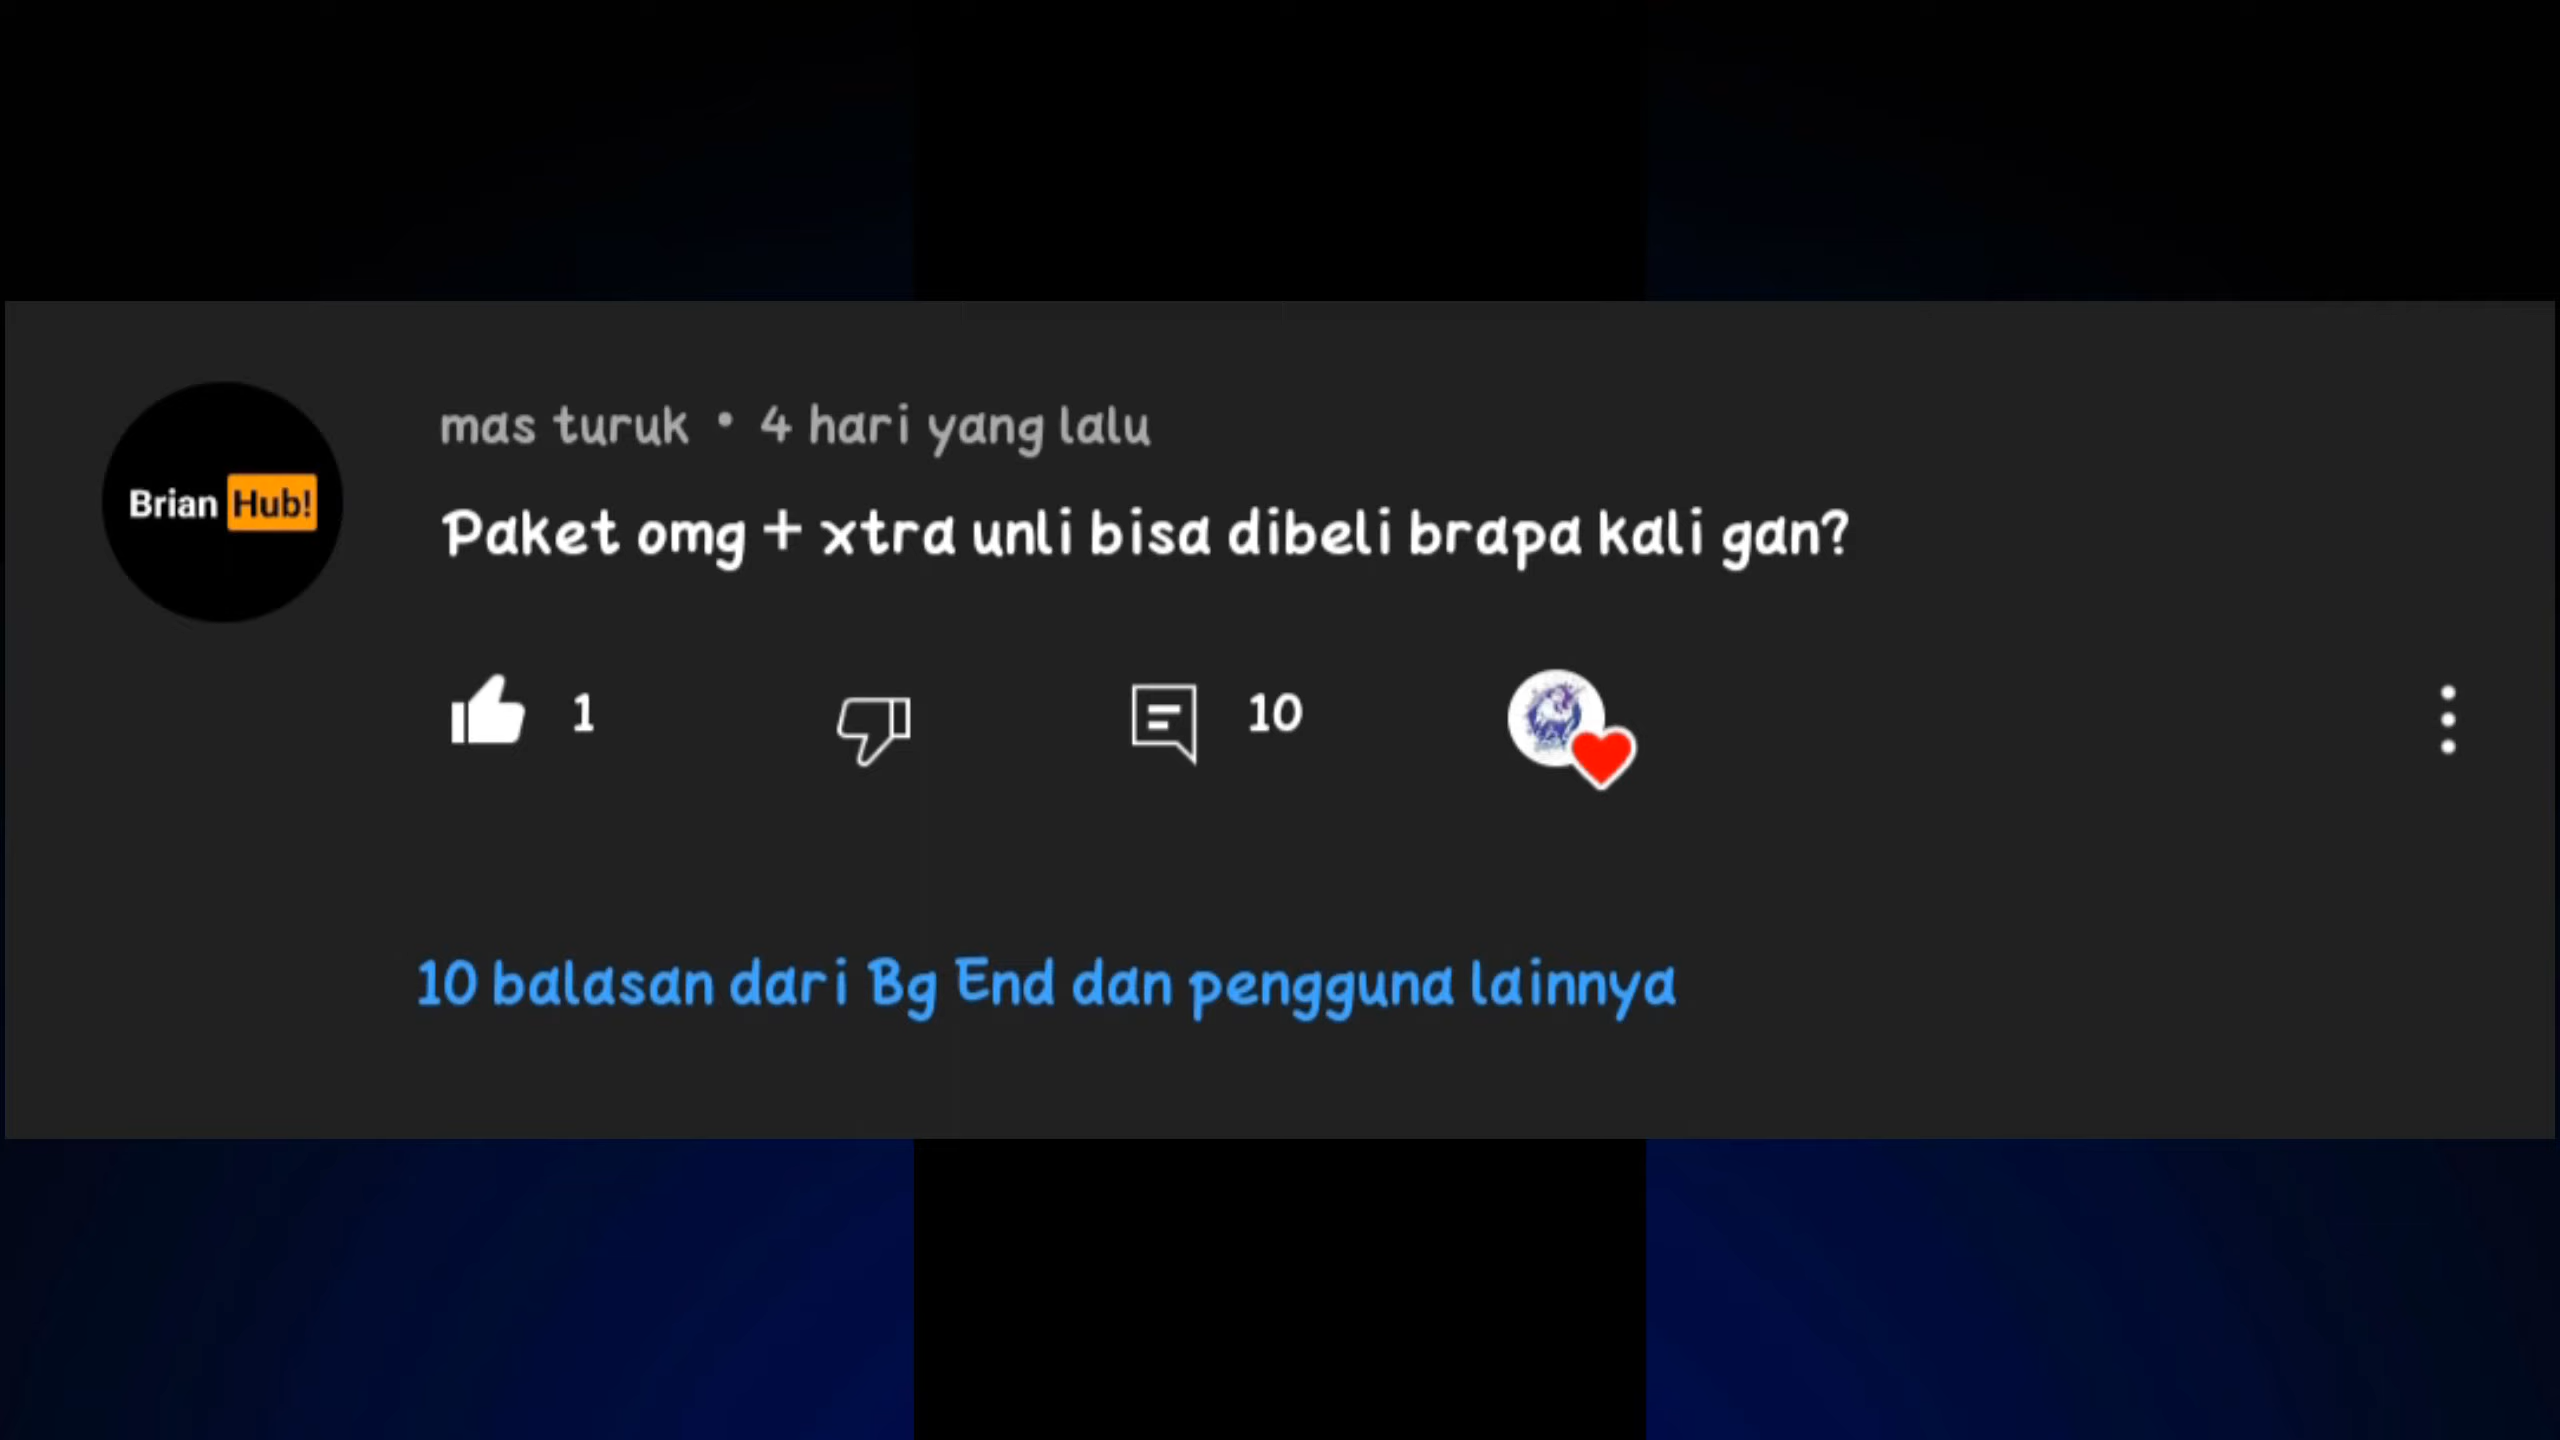 mas turuk • 4 hari yang lalu
Brian Hub!
Paket omg + xtra unli bisa dibeli brapa kali gan?
1
10
10 balasan dari Bg End dan pengguna lainnya